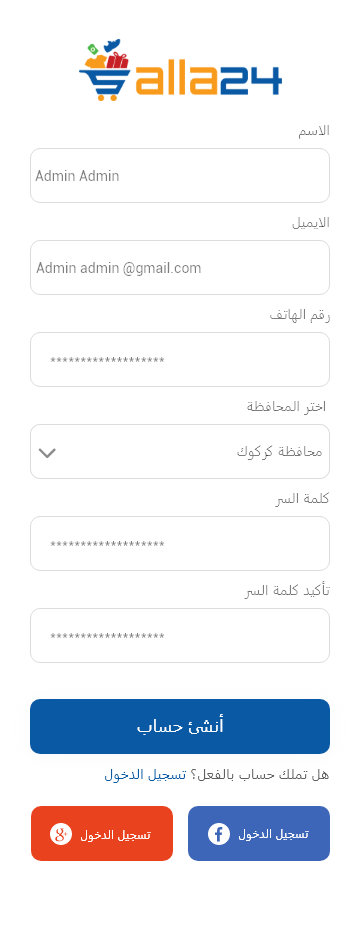 alla24
الاسم
Admin Admin
الايميل
Admin admin @gmail.com
رقم الهاتف
*******************
اختر المحافظة
محافظة كركوك
كلمة السر
*******************
تأكيد كلمة السر
*******************
أنشئ حساب
هل تملك حساب بالفعل؟ تسجيل الدخول
تسجيل الدخول
تسجيل الدخول